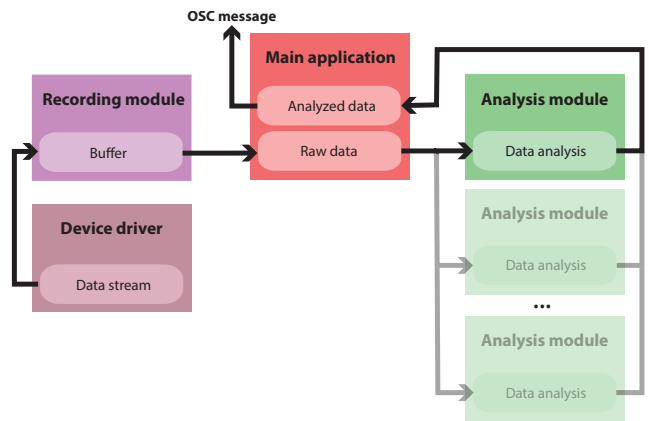 OSC message
Main application
Analyzed data
Raw data
Recording module
Buffer
Device driver
Data stream
Analysis module
Data analysis
Analysis module
Data analysis
...
Analysis module
Data analysis